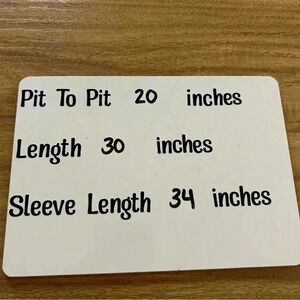 Pit To Pit 20 inches
Length 30 inches
Sleeve Length 34 inches